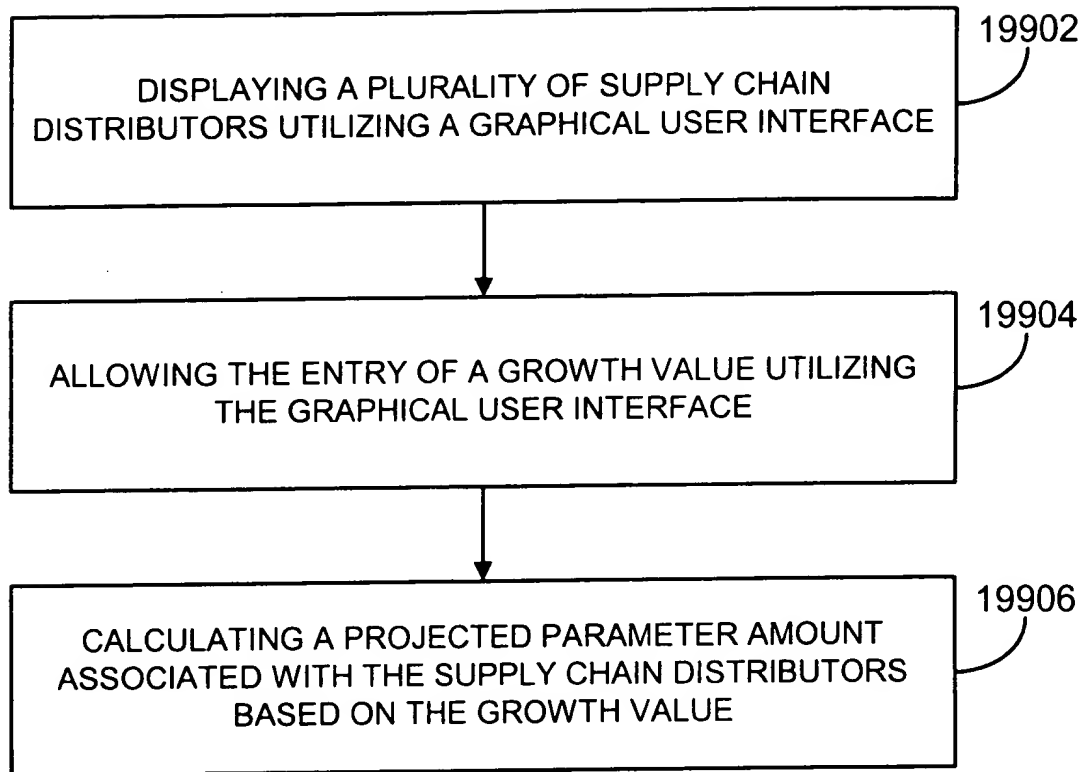 19902
DISPLAYING A PLURALITY OF SUPPLY CHAIN
DISTRIBUTORS UTILIZING A GRAPHICAL USER INTERFACE
19904
ALLOWING THE ENTRY OF A GROWTH VALUE UTILIZING
THE GRAPHICAL USER INTERFACE
19906
CALCULATING A PROJECTED PARAMETER AMOUNT
ASSOCIATED WITH THE SUPPLY CHAIN DISTRIBUTORS
BASED ON THE GROWTH VALUE